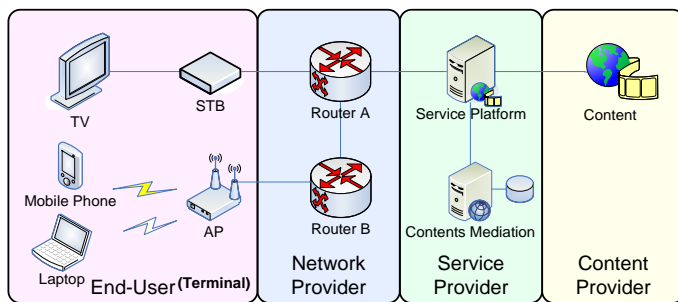 TV
STB
Router A
Service Platform
Content
Mobile Phone
AP
Router B
Contents Mediation
Laptop
End-User (Terminal)
Network
Provider
Service
Provider
Content
Provider